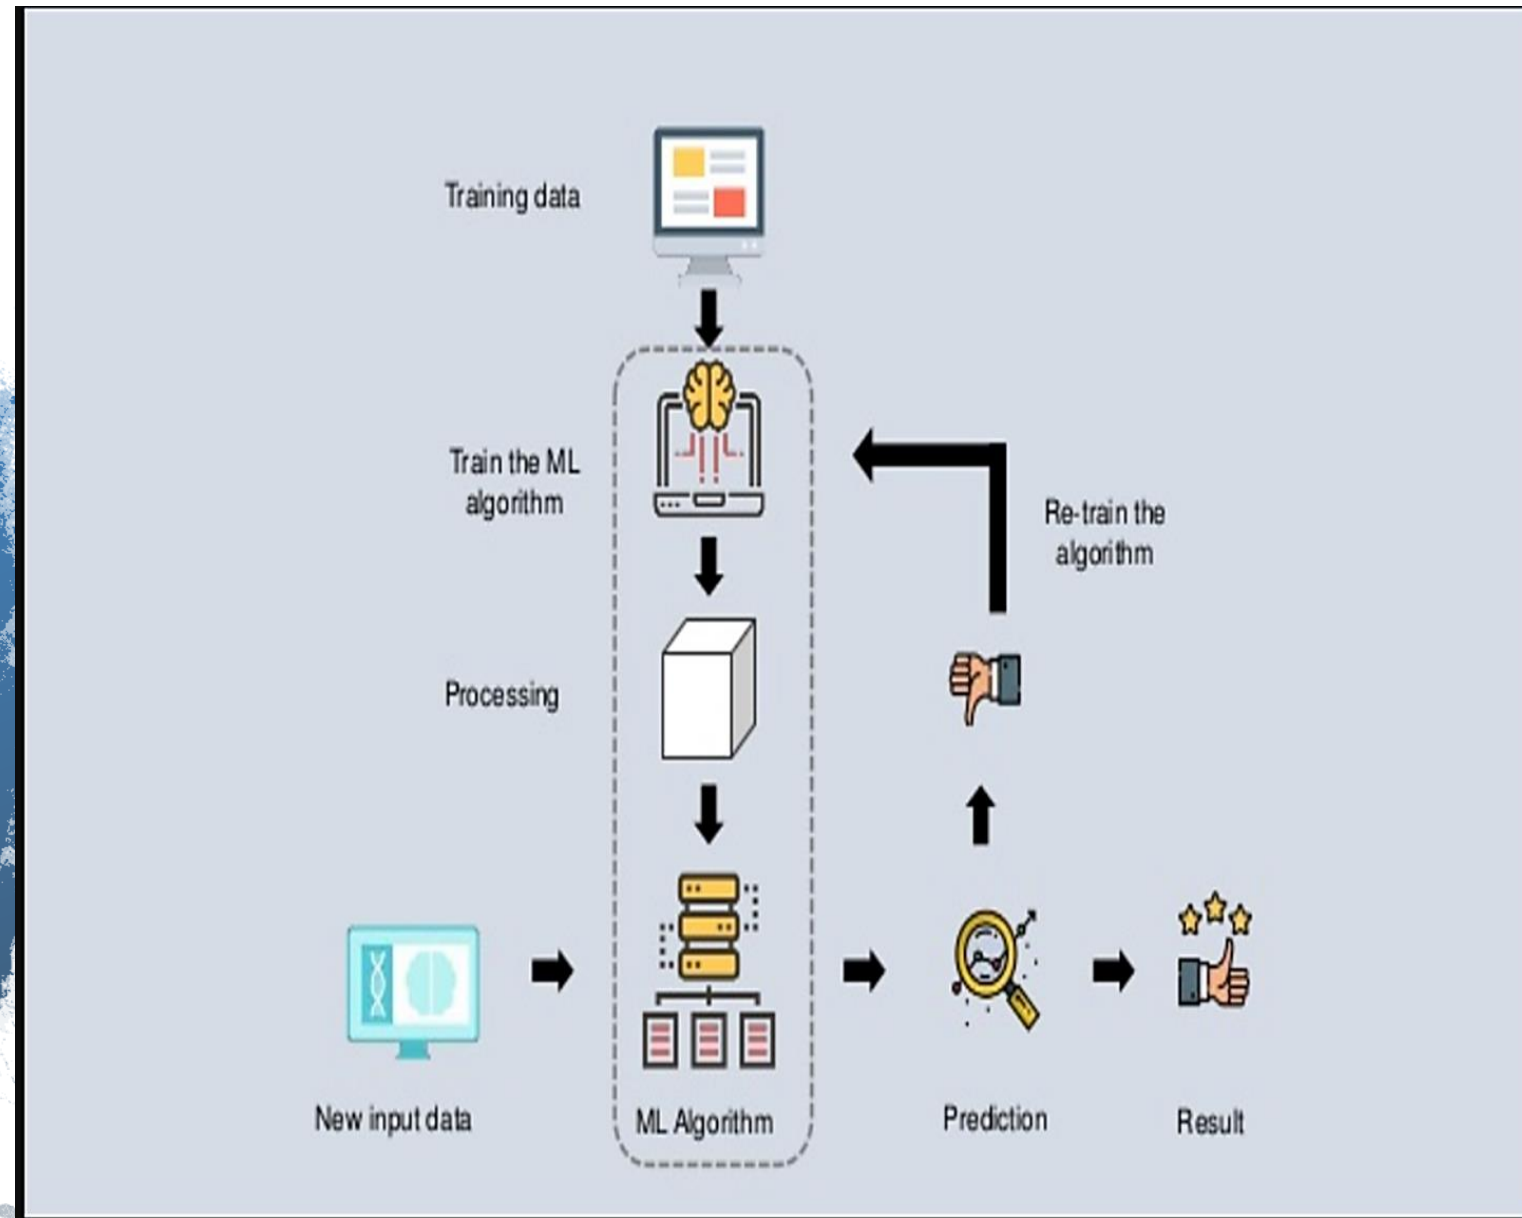 Training data
Train the ML
algorithm
Re-train the
algorithm
Processing
New input data
ML Algorithm
Prediction
Result